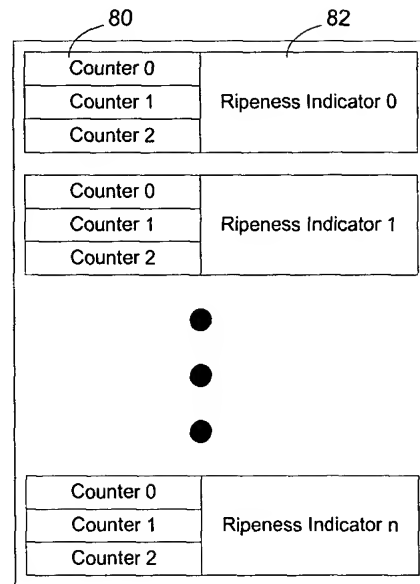 80
82
Counter 0
Counter 1
Ripeness Indicator 0
Counter 2
Counter 0
Counter 1
Ripeness Indicator 1
Counter 2
Counter 0
Counter 1
Ripeness Indicator n
Counter 2